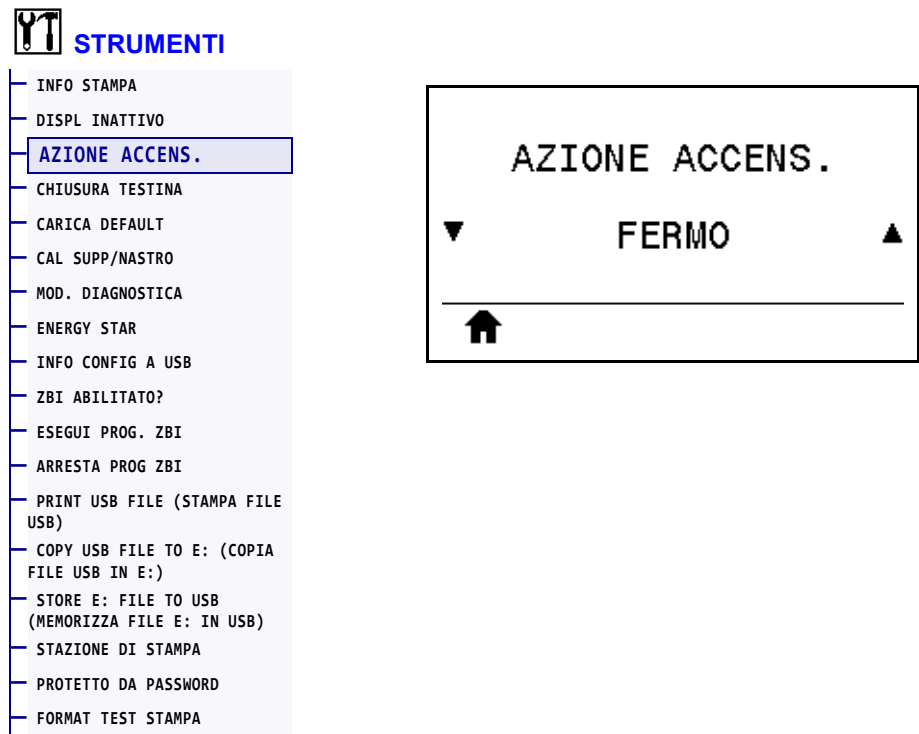 STRUMENTI
INFO STAMPA
DISPL INATTIVO
AZIONE ACCENS.
CHIUSURA TESTINA
CARICA DEFAULT
CAL SUPP/NASTRO
MOD. DIAGNOSTICA
ENERGY STAR
INFO CONFIG A USB
ZBI ABILITATO?
ESEGUI PROG. ZBI
ARRESTA PROG ZBI
PRINT USB FILE (STAMPA FILE
USB)
COPY USB FILE TO E: (COPIA
FILE USB IN E:)
STORE E: FILE TO USB
(MEMORIZZA FILE E: IN USB)
STAZIONE DI STAMPA
PROTETTO DA PASSWORD
FORMAT TEST STAMPA
AZIONE ACCENS.
FERMO